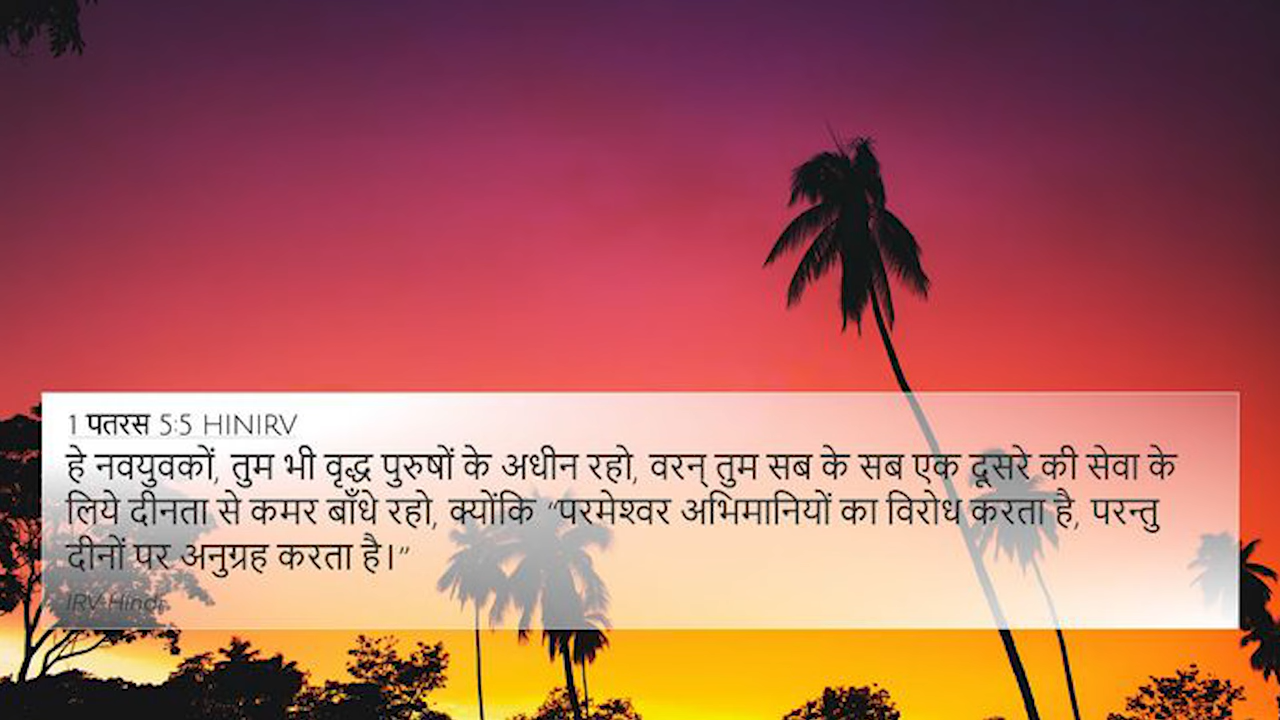 1 पतरस 5:5 HINIRV
हे नवयुवकों, तुम भी वृद्ध पुरुषों के अधीन रहो, वरन् तुम सब के सब एक दूसरे की सेवा के
लिये दीनता से कमर बाँधे रहो, क्योंकि “परमेश्वर अभिमानियों का विरोध करता है, परन्तु
दीनों पर अनुग्रह करता है।”
IRV-Hindi